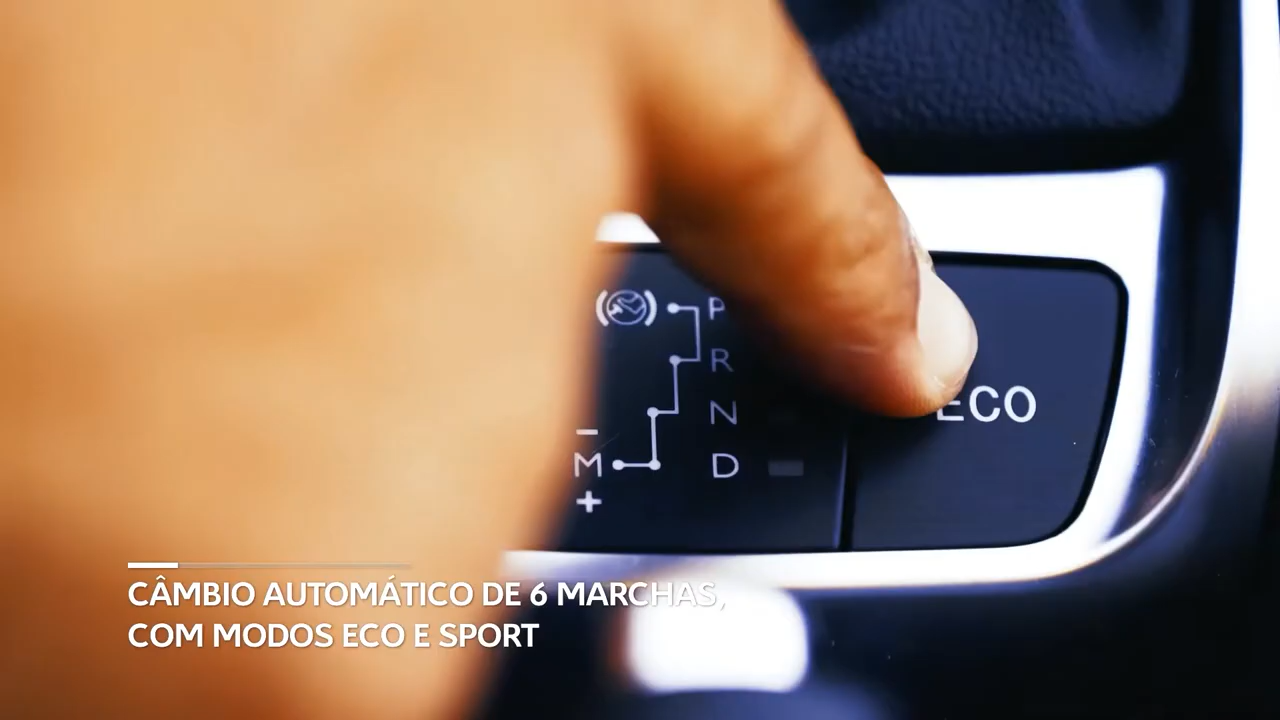 P
R
ECO
N
-
M
D
+
CÂMBIO AUTOMÁTICO DE 6 MARCHAS,
COM MODOS ECO E SPORT